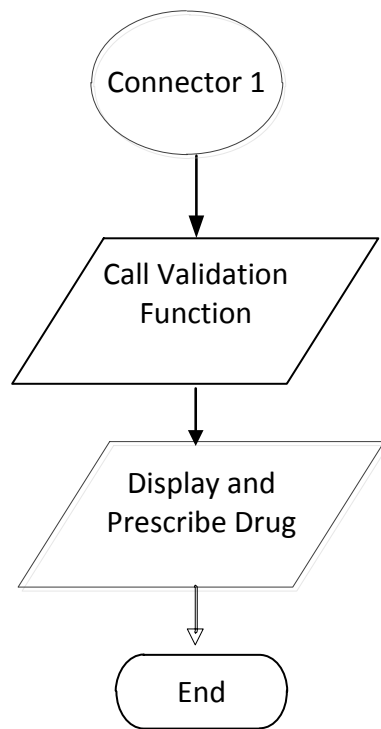 Connector 1
Call Validation
Function
Display and
Prescribe Drug
End